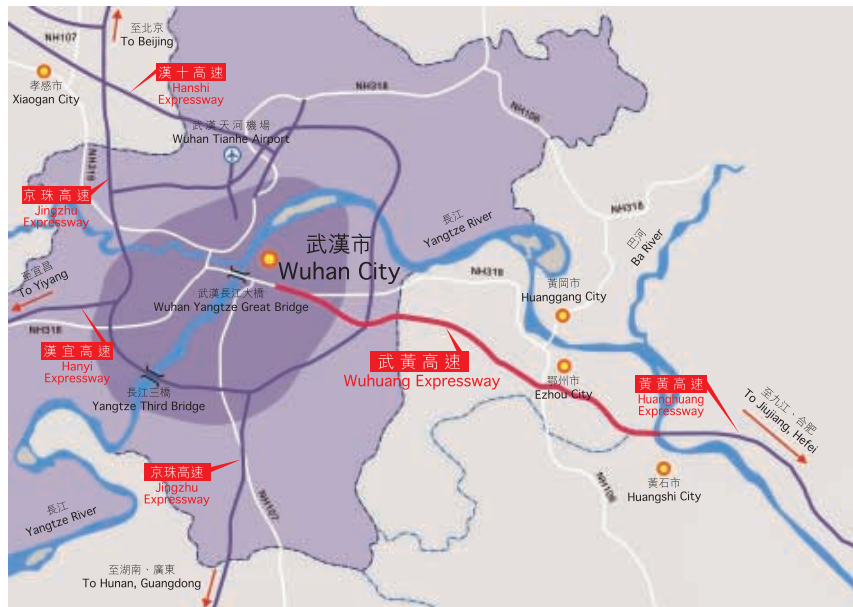 至北京
To Beijing
NH107
漢十高速
Hanshi
Expressway
孝感市
Xiaogan City
NH318
NH106
武漢天河機場
Wuhan Tianhe Airport
NH316
京珠高速
Jingzhu
Expressway
長江
Yangtze River
NH318
巴河
Ba River
武漢市
Wuhan City
至宜昌
To Yiyang
NH318
武漢長江大橋
Wuhan Yangtze Great Bridge
黃岡市
Huanggang City
NH318
漢宜高速
Hanyi
Expressway
武黃高速
Wuhuang Expressway
鄂州市
Ezhou City
黃黃高速
Huanghuang
Expressway
長江三橋
Yangtze Third Bridge
至九江、合肥
To Jiujiang, Hefei
京珠高速
Jingzhu
Expressway
黃石市
Huangshi City
NH106
長江
Yangtze River
NH107
至湖南、廣東
To Hunan, Guangdong